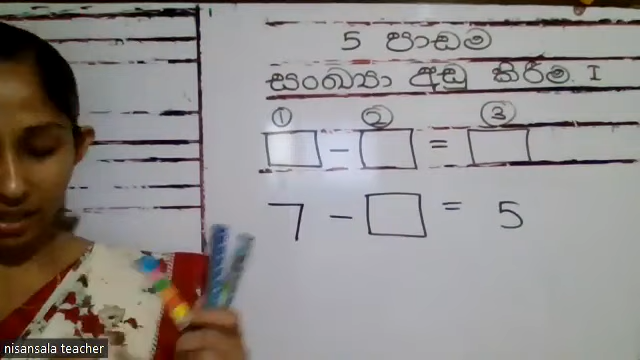 5 පාඩම
සංඛ්‍යා අඩු කිරීම I
① ② ③
□ - □ = □
7 - □ = 5
nisansala teacher